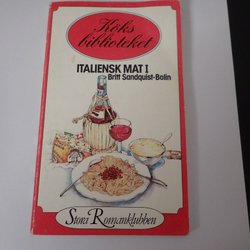 Köks
biblioteket
ITALIENSK MAT I
Britt Sandquist-Bolin
Stora Romanklubben